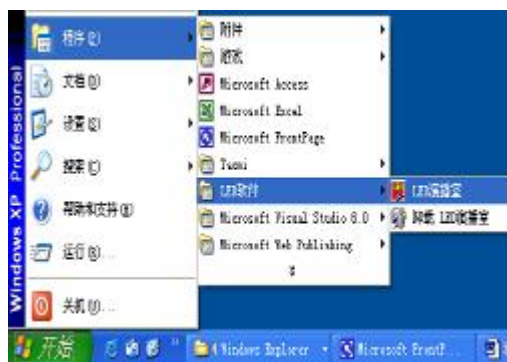 Windows XP Professional
程序(P)
文档(D)
设置(S)
搜索(C)
帮助和支持(H)
运行(R)...
关机(U)...
附件
游戏
Microsoft Access
Microsoft Excel
Microsoft FrontPage
LED软件
Microsoft Visual Studio 6.0
Microsoft Web Publishing
LED演播室
卸载 LED演播室
开始
4 Windows Explorer
Microsoft FrontP...